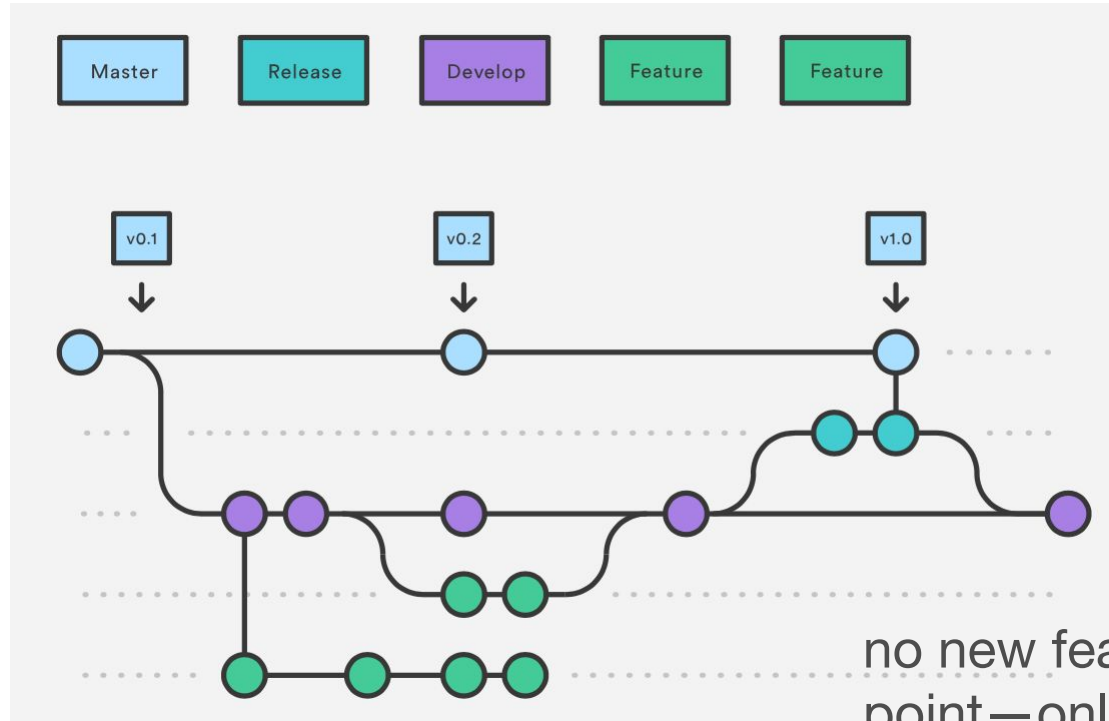 Master Release Develop Feature Feature
v0.1 v0.2 v1.0
no new fea
point—onl